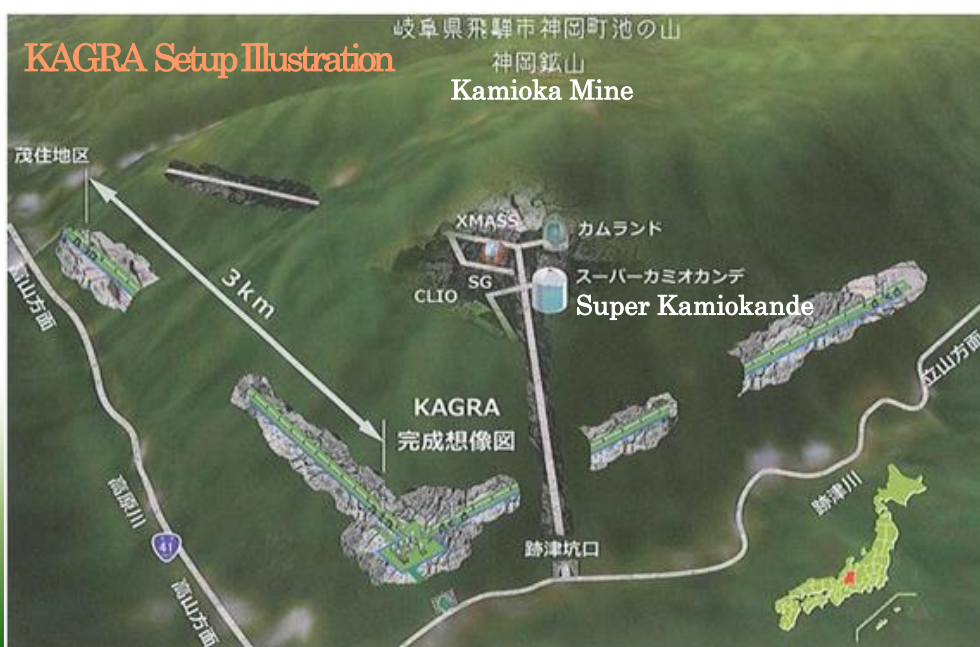 岐阜県飛騨市神岡町池の山
KAGRA Setup Illustration
神岡鉱山
Kamioka Mine
茂住地区
XMASS
カムランド
3km
SG
スーパーカミオカンデ
CLIO
Super Kamiokande
高山方面
立山方面
KAGRA
完成想像図
跡津川
高原川
41
跡津坑口
高山方面